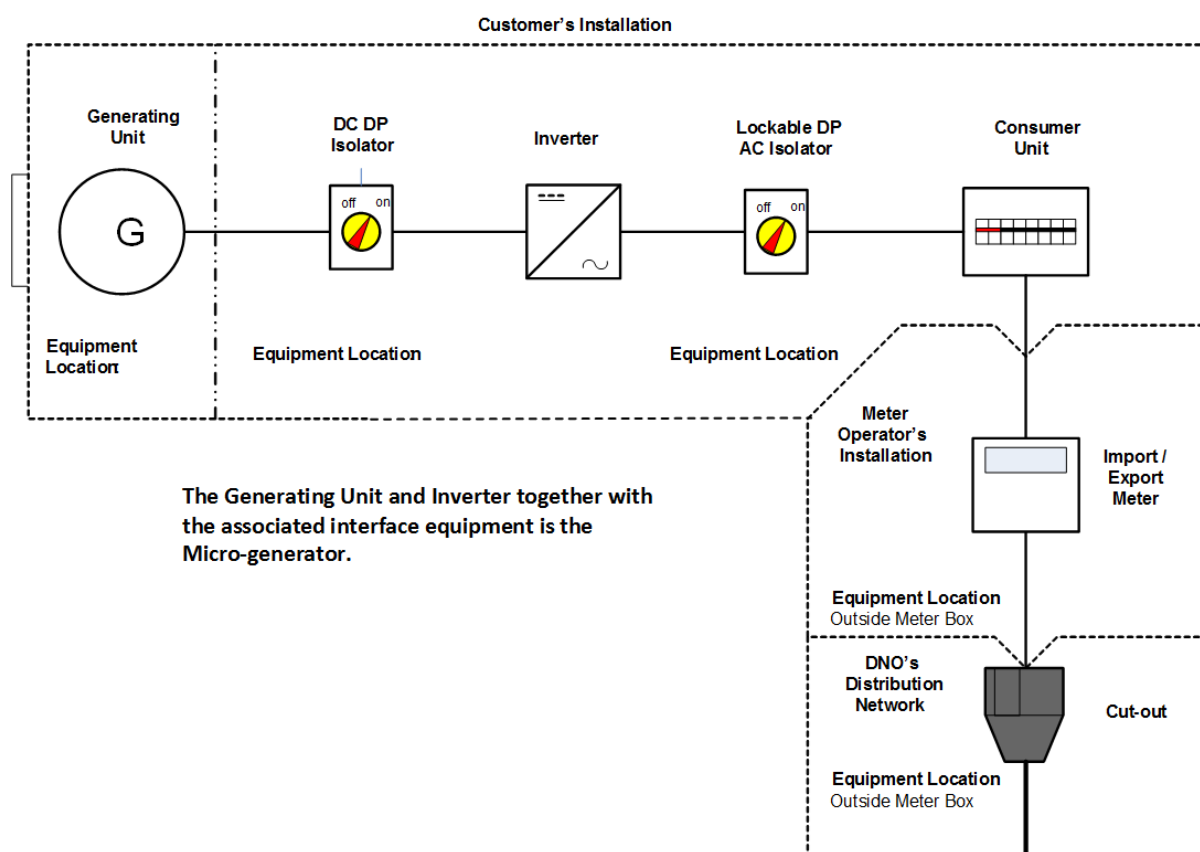 Customer’s Installation
Generating
Unit
DC DP
Isolator
Inverter
Lockable DP
AC Isolator
Consumer
Unit
off on
off on
G
Equipment
Location
Equipment Location
Equipment Location
Meter
Operator’s
Installation
Import /
Export
Meter
The Generating Unit and Inverter together with
the associated interface equipment is the
Micro-generator.
Equipment Location
Outside Meter Box
DNO’s
Distribution
Network
Cut-out
Equipment Location
Outside Meter Box